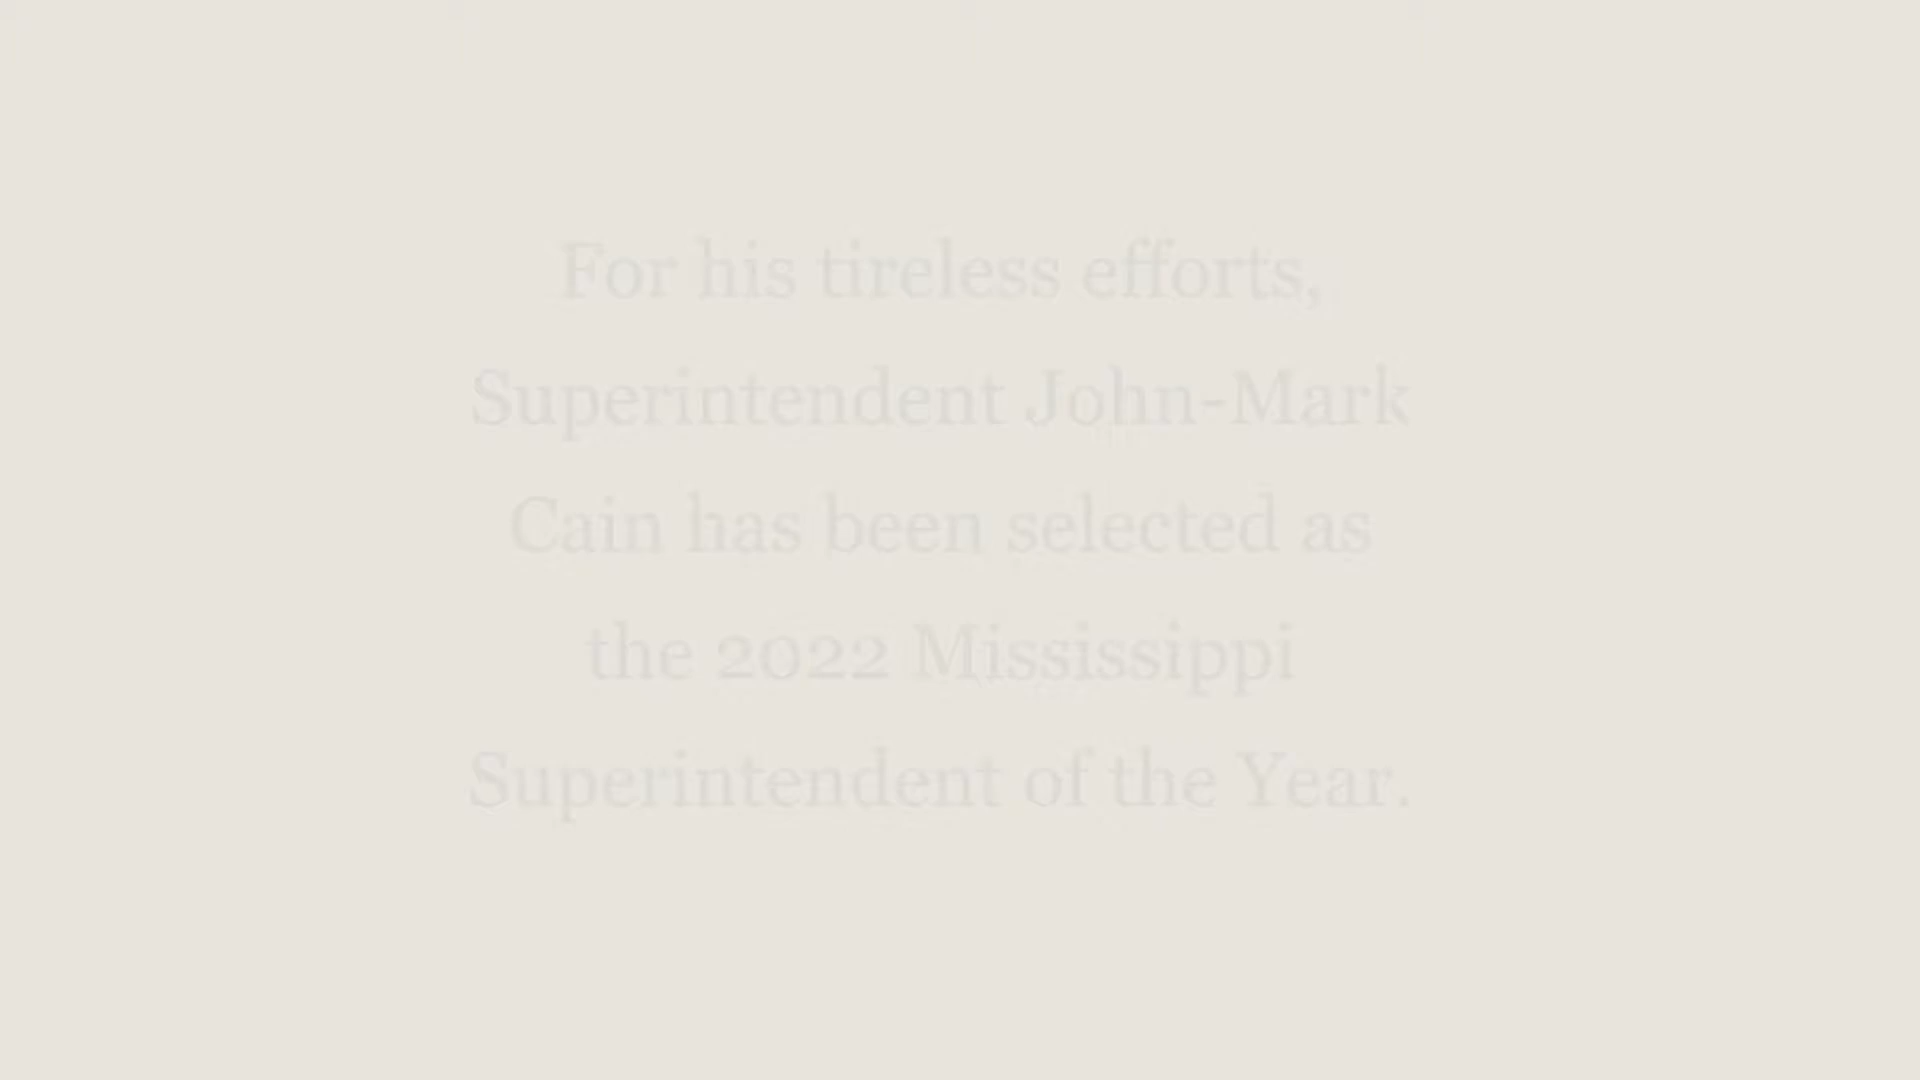 For his tireless efforts,
Superintendent John-Mark
Cain has been selected as
the 2022 Mississippi
Superintendent of the Year.